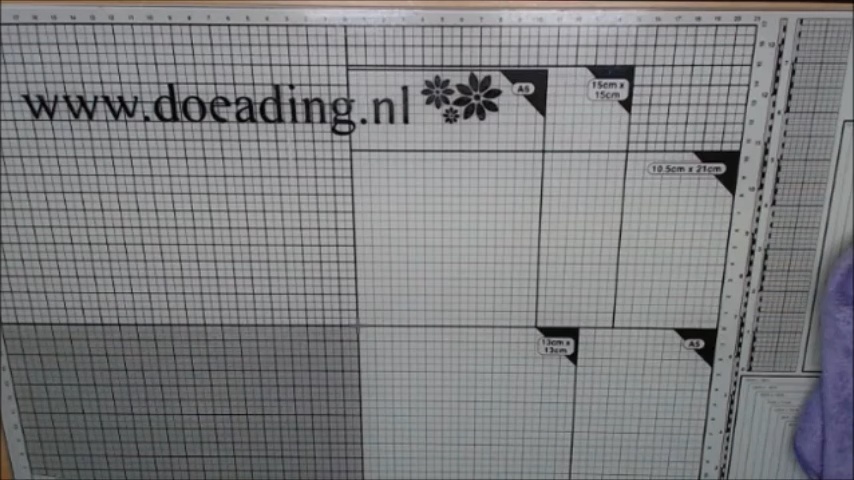 www.doeading.nl
A5
15cm x
15cm
10.5cm x 21cm
13cm x
13cm
A5